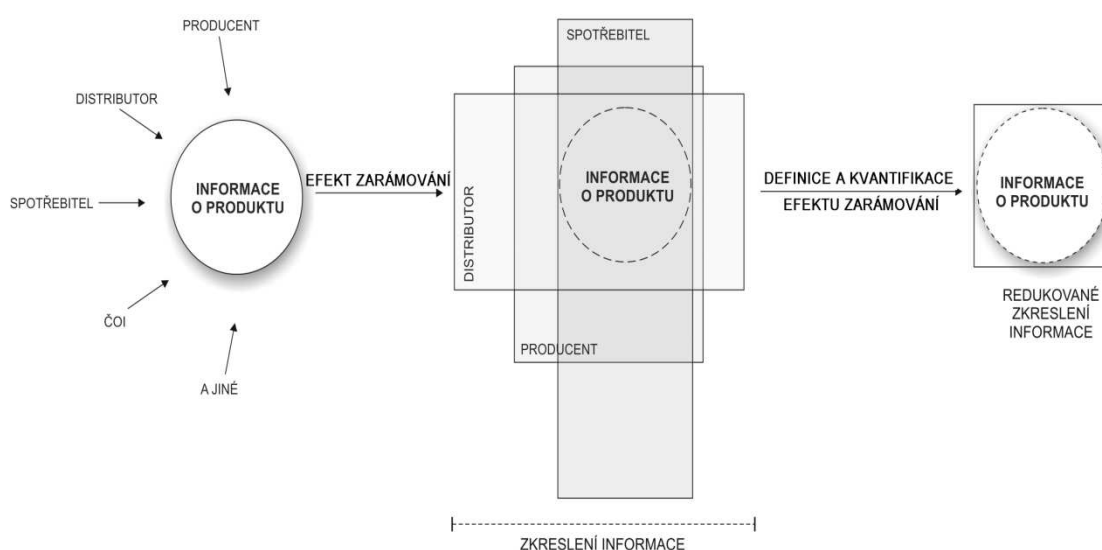 PRODUCENT
DISTRIBUTOR
SPOTŘEBITEL
ČOI
A JINÉ
INFORMACE
O PRODUKTU
EFEKT ZARÁMOVÁNÍ
SPOTŘEBITEL
DISTRIBUTOR
PRODUCENT
INFORMACE
O PRODUKTU
ZKRESLENÍ INFORMACE
DEFINICE A KVANTIFIKACE
EFEKTU ZARÁMOVÁNÍ
INFORMACE
O PRODUKTU
REDUKOVANÉ
ZKRESLENÍ
INFORMACE